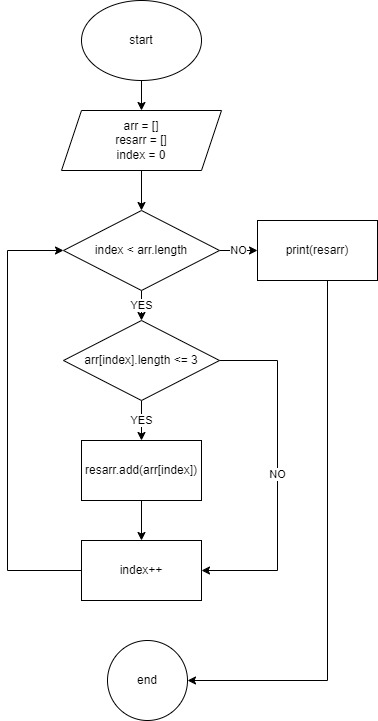 start
arr = []
resarr = []
index = 0
index < arr.length
NO
print(resarr)
YES
arr[index].length <= 3
YES
resarr.add(arr[index])
NO
index++
end